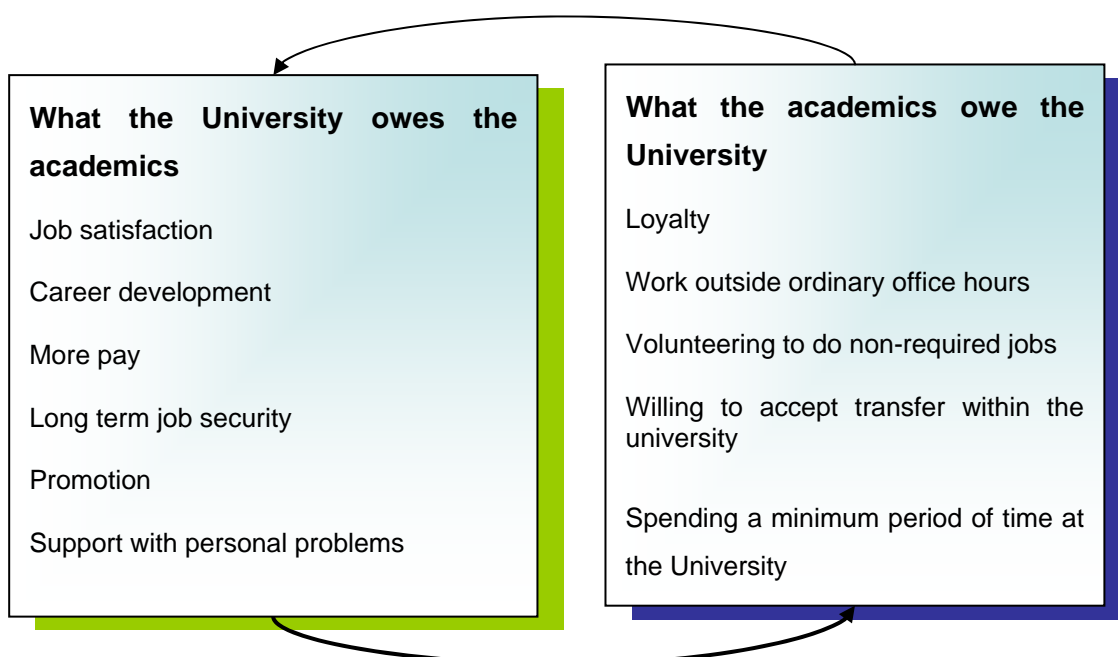 What the University owes the
academics
Job satisfaction
Career development
More pay
Long term job security
Promotion
Support with personal problems
What the academics owe the
University
Loyalty
Work outside ordinary office hours
Volunteering to do non-required jobs
Willing to accept transfer within the
university
Spending a minimum period of time at
the University